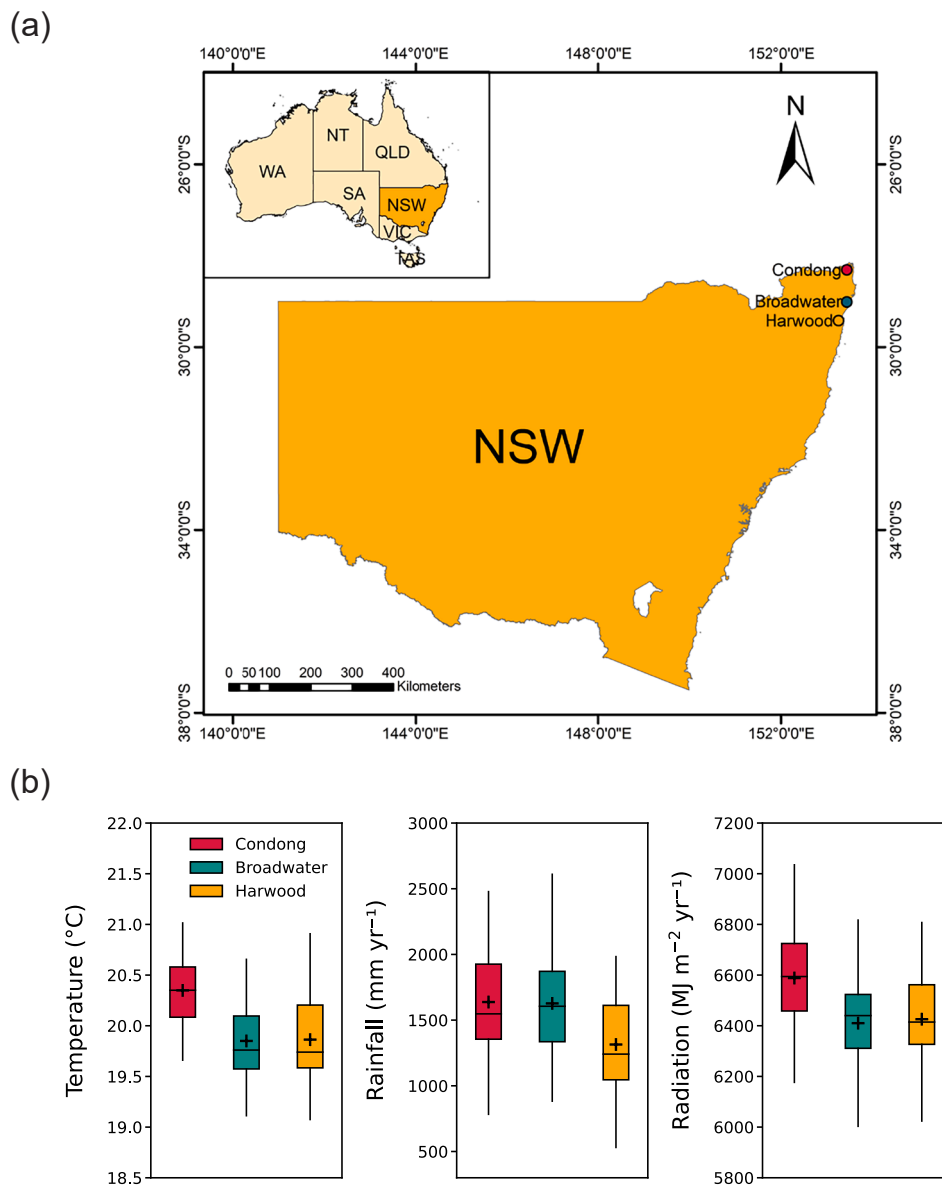 (a)
140°0'0"E 144°0'0"E 148°0'0"E 152°0'0"E
26°0'0"S
30°0'0"S
34°0'0"S
38°0'0"S
WA
NT
QLD
SA
NSW
VIC
TAS
N
26°0'0"S
30°0'0"S
34°0'0"S
38°0'0"S
Condong
Broadwater
Harwood
NSW
0 50 100 200 300 400
Kilometers
140°0'0"E 144°0'0"E 148°0'0"E 152°0'0"E
(b)
Temperature (°C)
22.0
21.5
21.0
20.5
20.0
19.5
19.0
18.5
Condong
Broadwater
Harwood
Rainfall (mm yr⁻¹)
3000
2500
2000
1500
1000
500
Radiation (MJ m⁻² yr⁻¹)
7200
7000
6800
6600
6400
6200
6000
5800